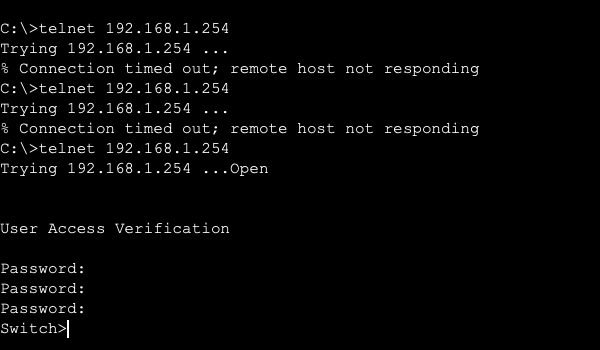 C:\>telnet 192.168.1.254
Trying 192.168.1.254 ...
% Connection timed out; remote host not responding
C:\>telnet 192.168.1.254
Trying 192.168.1.254 ...
% Connection timed out; remote host not responding
C:\>telnet 192.168.1.254
Trying 192.168.1.254 ...Open
User Access Verification
Password:
Password:
Password:
Switch>